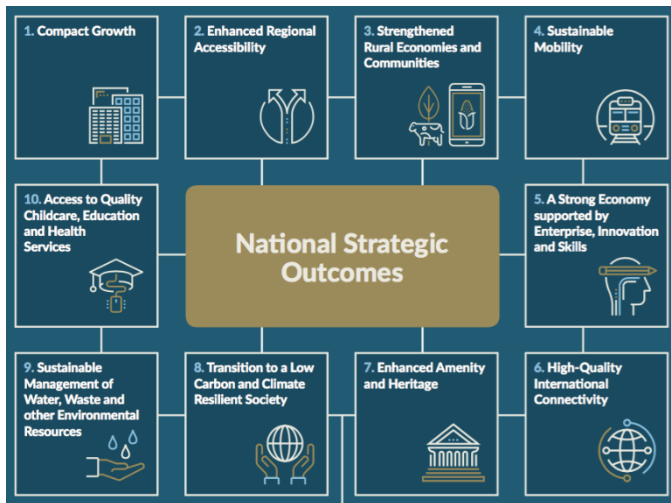 1. Compact Growth
2. Enhanced Regional
Accessibility
3. Strengthened
Rural Economies and
Communities
4. Sustainable
Mobility
10. Access to Quality
Childcare, Education
and Health
Services
National Strategic
Outcomes
5. A Strong Economy
supported by
Enterprise, Innovation
and Skills
9. Sustainable
Management of
Water, Waste and
other Environmental
Resources
8. Transition to a Low
Carbon and Climate
Resilient Society
7. Enhanced Amenity
and Heritage
6. High-Quality
International
Connectivity